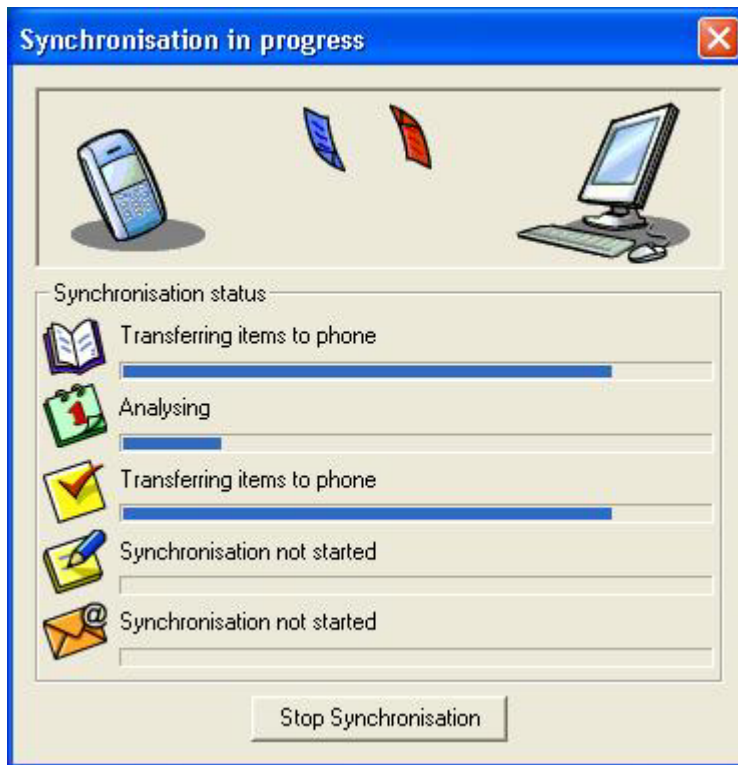 Synchronisation in progress
Synchronisation status
Transferring items to phone
1
Analysing
Transferring items to phone
Synchronisation not started
@
Synchronisation not started
Stop Synchronisation